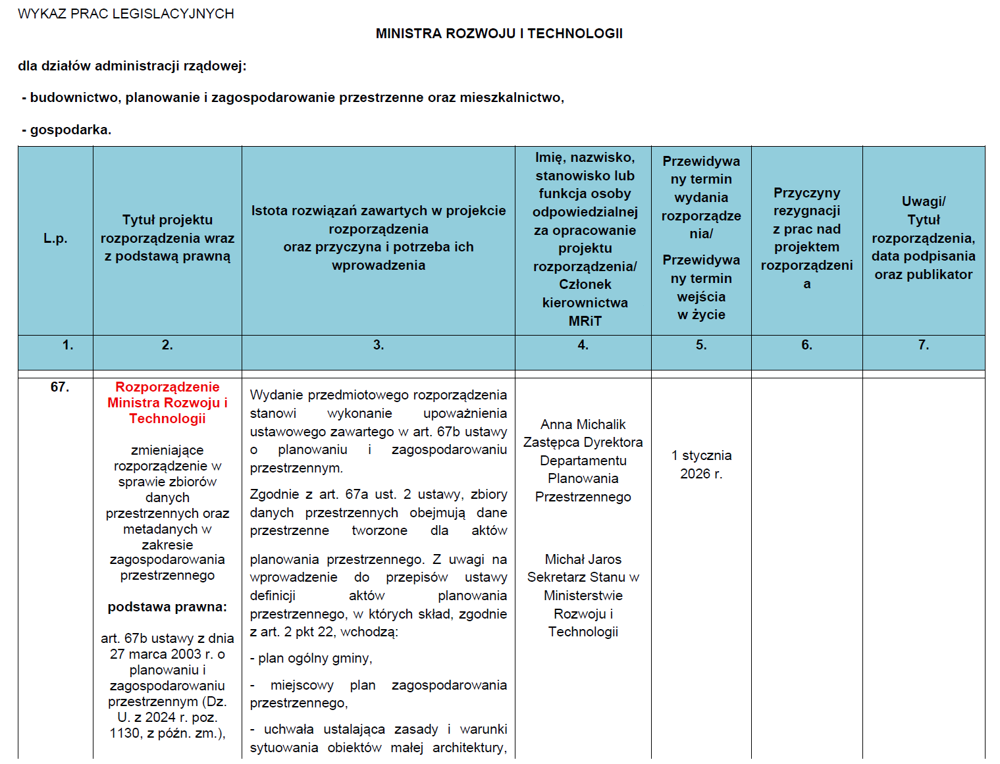 WYKAZ PRAC LEGISLACYJNYCH
MINISTRA ROZWOJU I TECHNOLOGII
dla działów administracji rządowej:
- budownictwo, planowanie i zagospodarowanie przestrzenne oraz mieszkalnictwo,
- gospodarka.
L.p.
Tytuł projektu
rozporządzenia wraz
z podstawą prawną
Istota rozwiązań zawartych w projekcie
rozporządzenia
oraz przyczyna i potrzeba ich
wprowadzenia
Imię, nazwisko,
stanowisko lub
funkcja osoby
odpowiedzialnej
za opracowanie
projektu
rozporządzenia/
Członek
kierownictwa
MRiT
Przewidywa
ny termin
wydania
rozporządze
nia/
Przewidywa
ny termin
wejścia
w życie
Przyczyny
rezygnacji
z prac nad
projektem
rozporządzeni
a
Uwagi/
Tytuł
rozporządzenia,
data podpisania
oraz publikator
1.
2.
3.
4.
5.
6.
7.
67.
Rozporządzenie
Ministra Rozwoju i
Technologii
zmieniające
rozporządzenie w
sprawie zbiorów
danych
przestrzennych oraz
metadanych w
zakresie
zagospodarowania
przestrzennego
podstawa prawna:
art. 67b ustawy z dnia
27 marca 2003 r. o
planowaniu i
zagospodarowaniu
przestrzennym (Dz.
U. z 2024 r. poz.
1130, z późn. zm.),
Wydanie przedmiotowego rozporządzenia
stanowi wykonanie upoważnienia
ustawowego zawartego w art. 67b ustawy
o planowaniu i zagospodarowaniu
przestrzennym.
Zgodnie z art. 67a ust. 2 ustawy, zbiory
danych przestrzennych obejmują dane
przestrzenne tworzone dla aktów
planowania przestrzennego. Z uwagi na
wprowadzenie do przepisów ustawy
definicji aktów planowania
przestrzennego, w których skład, zgodnie
z art. 2 pkt 22, wchodzą:
- plan ogólny gminy,
- miejscowy plan zagospodarowania
przestrzennego,
- uchwała ustalająca zasady i warunki
sytuowania obiektów małej architektury,
Anna Michalik
Zastępca Dyrektora
Departamentu
Planowania
Przestrzennego
Michał Jaros
Sekretarz Stanu w
Ministerstwie
Rozwoju i
Technologii
1 stycznia
2026 r.